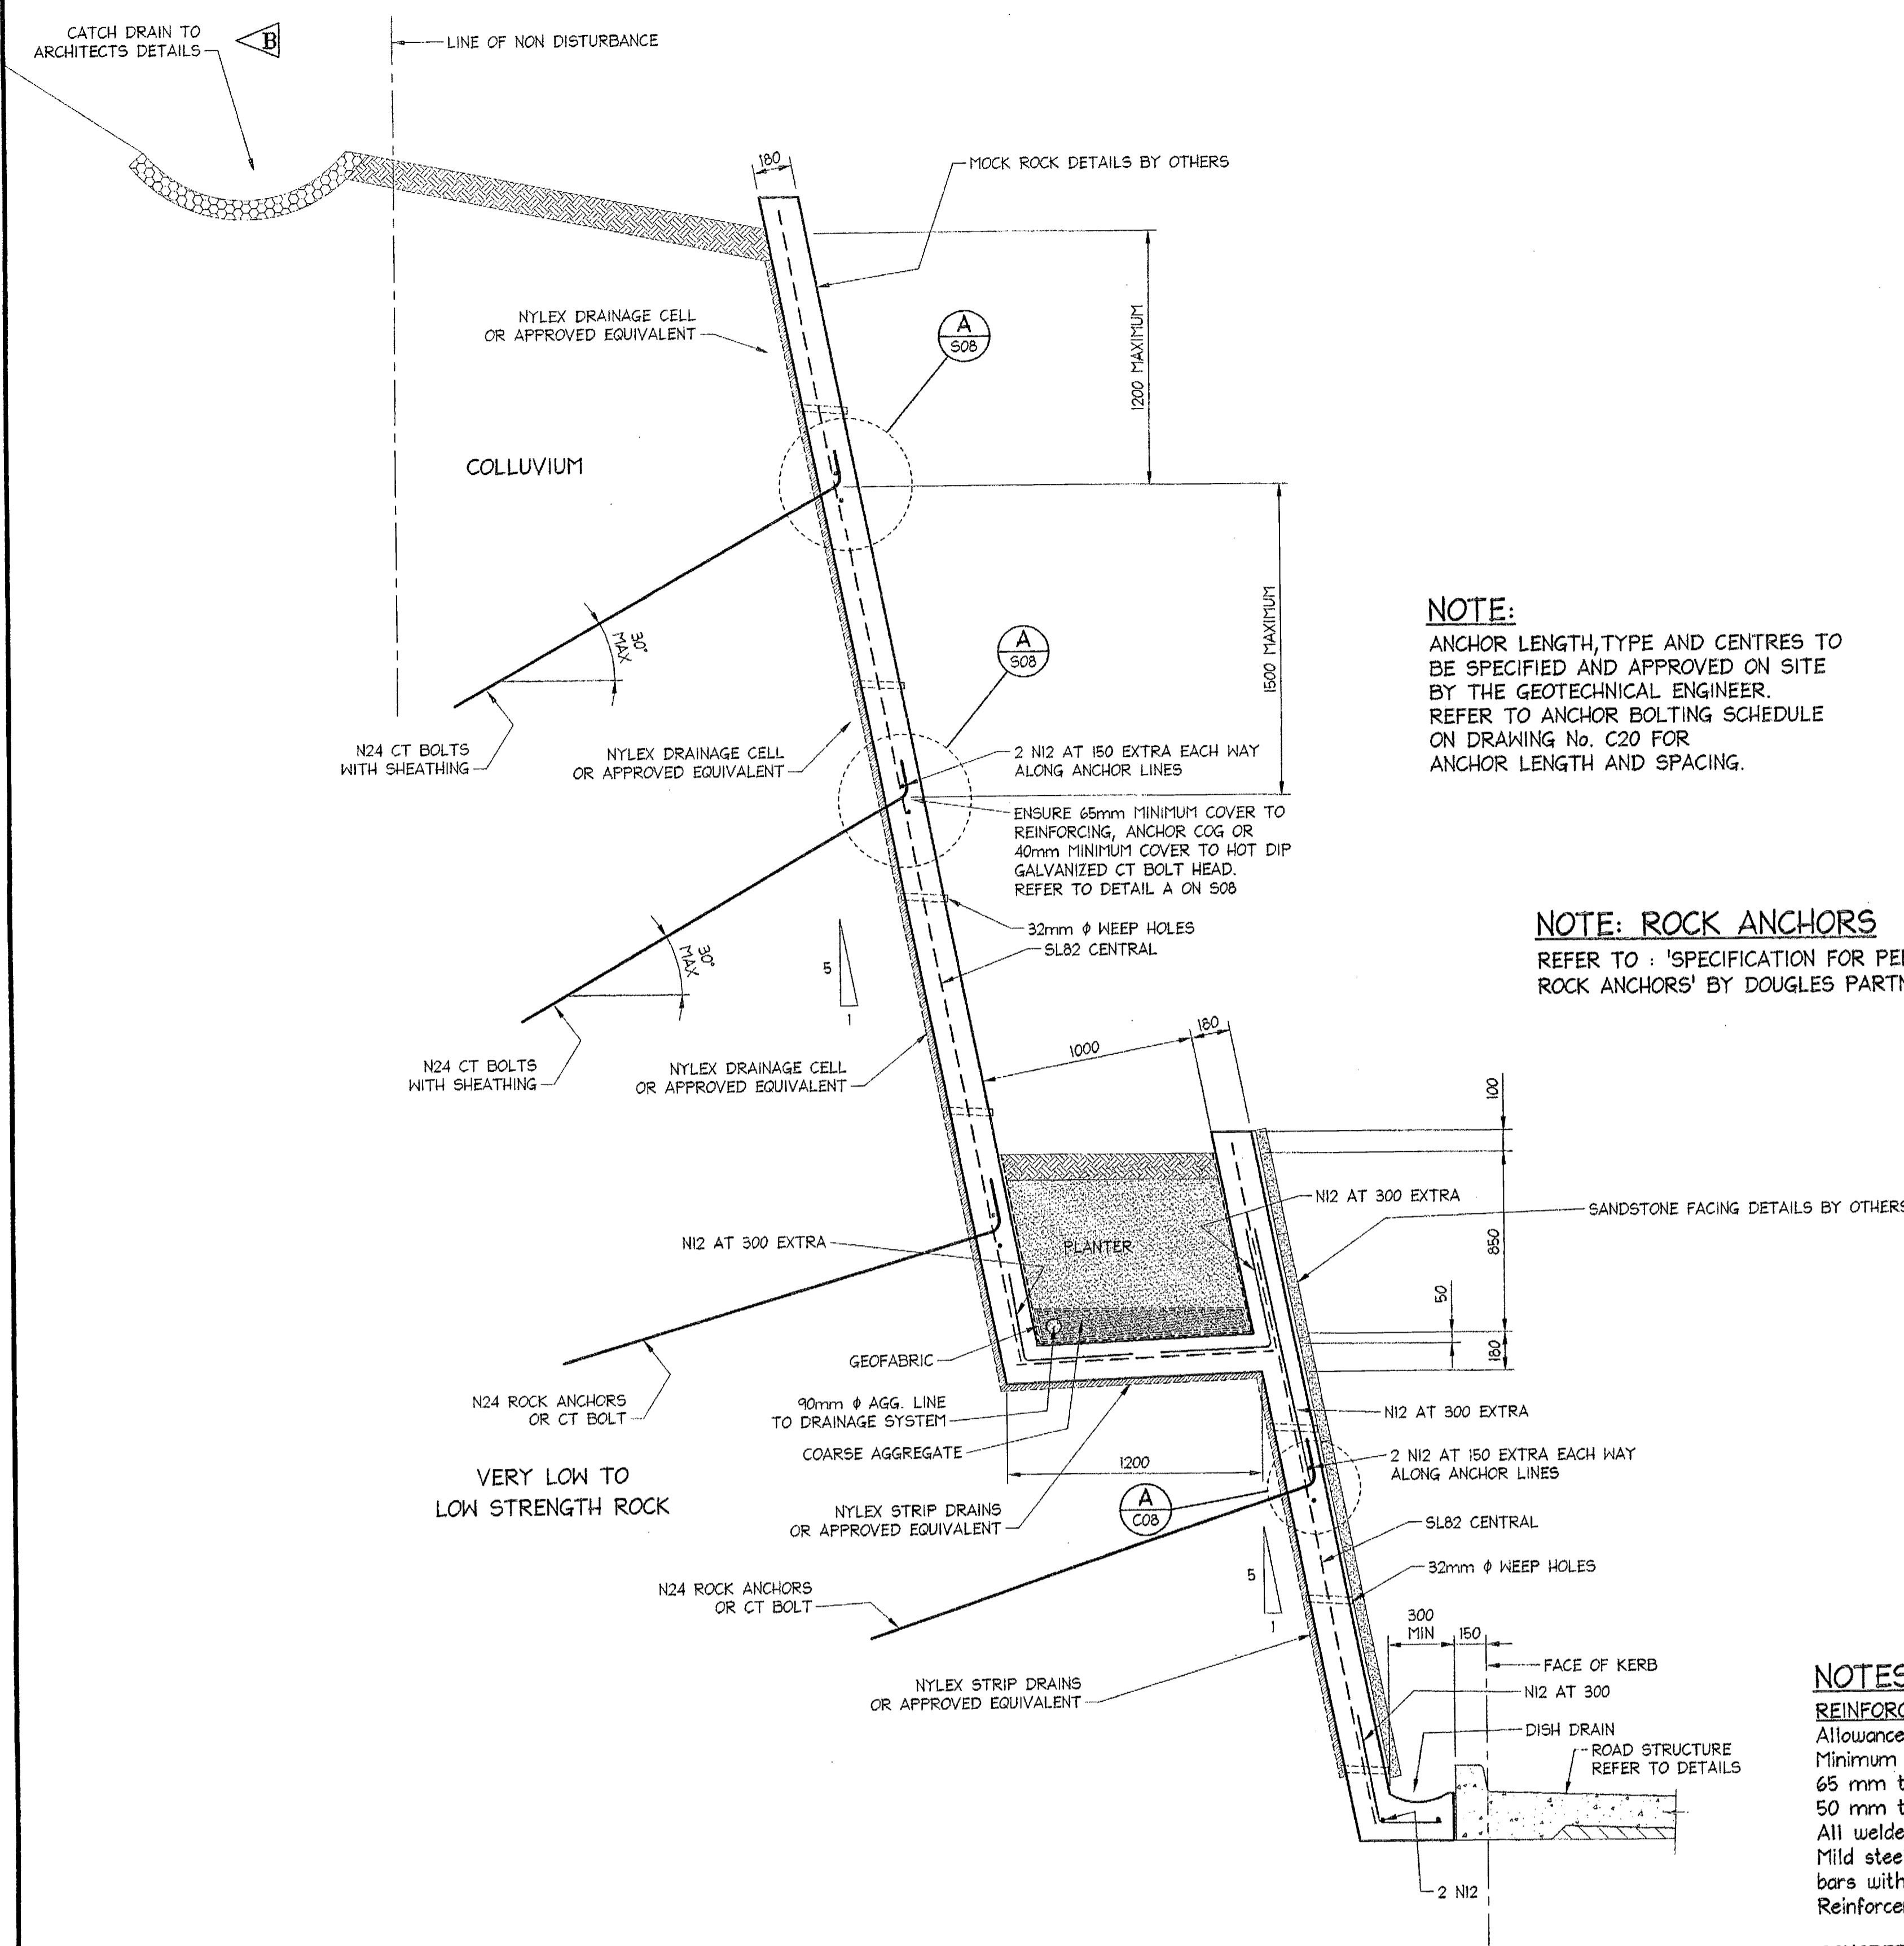 CATCH DRAIN TO
ARCHITECTS DETAILS
B
LINE OF NON DISTURBANCE
180
MOCK ROCK DETAILS BY OTHERS
NYLEX DRAINAGE CELL
OR APPROVED EQUIVALENT
A
S08
1200 MAXIMUM
COLLUVIUM
30°
MAX
A
S08
1500 MAXIMUM
NOTE:
ANCHOR LENGTH, TYPE AND CENTRES TO
BE SPECIFIED AND APPROVED ON SITE
BY THE GEOTECHNICAL ENGINEER.
REFER TO ANCHOR BOLTING SCHEDULE
ON DRAWING No. C20 FOR
ANCHOR LENGTH AND SPACING.
N24 CT BOLTS
WITH SHEATHING
NYLEX DRAINAGE CELL
OR APPROVED EQUIVALENT
2 N12 AT 150 EXTRA EACH WAY
ALONG ANCHOR LINES
ENSURE 65mm MINIMUM COVER TO
REINFORCING, ANCHOR COG OR
40mm MINIMUM COVER TO HOT DIP
GALVANIZED CT BOLT HEAD.
REFER TO DETAIL A ON S08
32mm ϕ WEEP HOLES
SL82 CENTRAL
30°
MAX
5
1
NOTE: ROCK ANCHORS
REFER TO : 'SPECIFICATION FOR
ROCK ANCHORS' BY DOUGLES
N24 CT BOLTS
WITH SHEATHING
NYLEX DRAINAGE CELL
OR APPROVED EQUIVALENT
1000
180
100
N12 AT 300 EXTRA
SANDSTONE FACING DETAILS BY OTHERS
850
N12 AT 300 EXTRA
PLANTER
50
180
GEOFABRIC
N24 ROCK ANCHORS
OR CT BOLT
90mm ϕ AGG. LINE
TO DRAINAGE SYSTEM
COARSE AGGREGATE
N12 AT 300 EXTRA
VERY LOW TO
LOW STRENGTH ROCK
1200
2 N12 AT 150 EXTRA EACH WAY
ALONG ANCHOR LINES
NYLEX STRIP DRAINS
OR APPROVED EQUIVALENT
A
C08
SL82 CENTRAL
32mm ϕ WEEP HOLES
5
1
N24 ROCK ANCHORS
OR CT BOLT
300
MIN
150
FACE OF KERB
N12 AT 300
NYLEX STRIP DRAINS
OR APPROVED EQUIVALENT
DISH DRAIN
ROAD STRUCTURE
REFER TO DETAILS
2 N12
NOTES
Allowance
Minimum
65 mm
50 mm
All
Mild
bars with